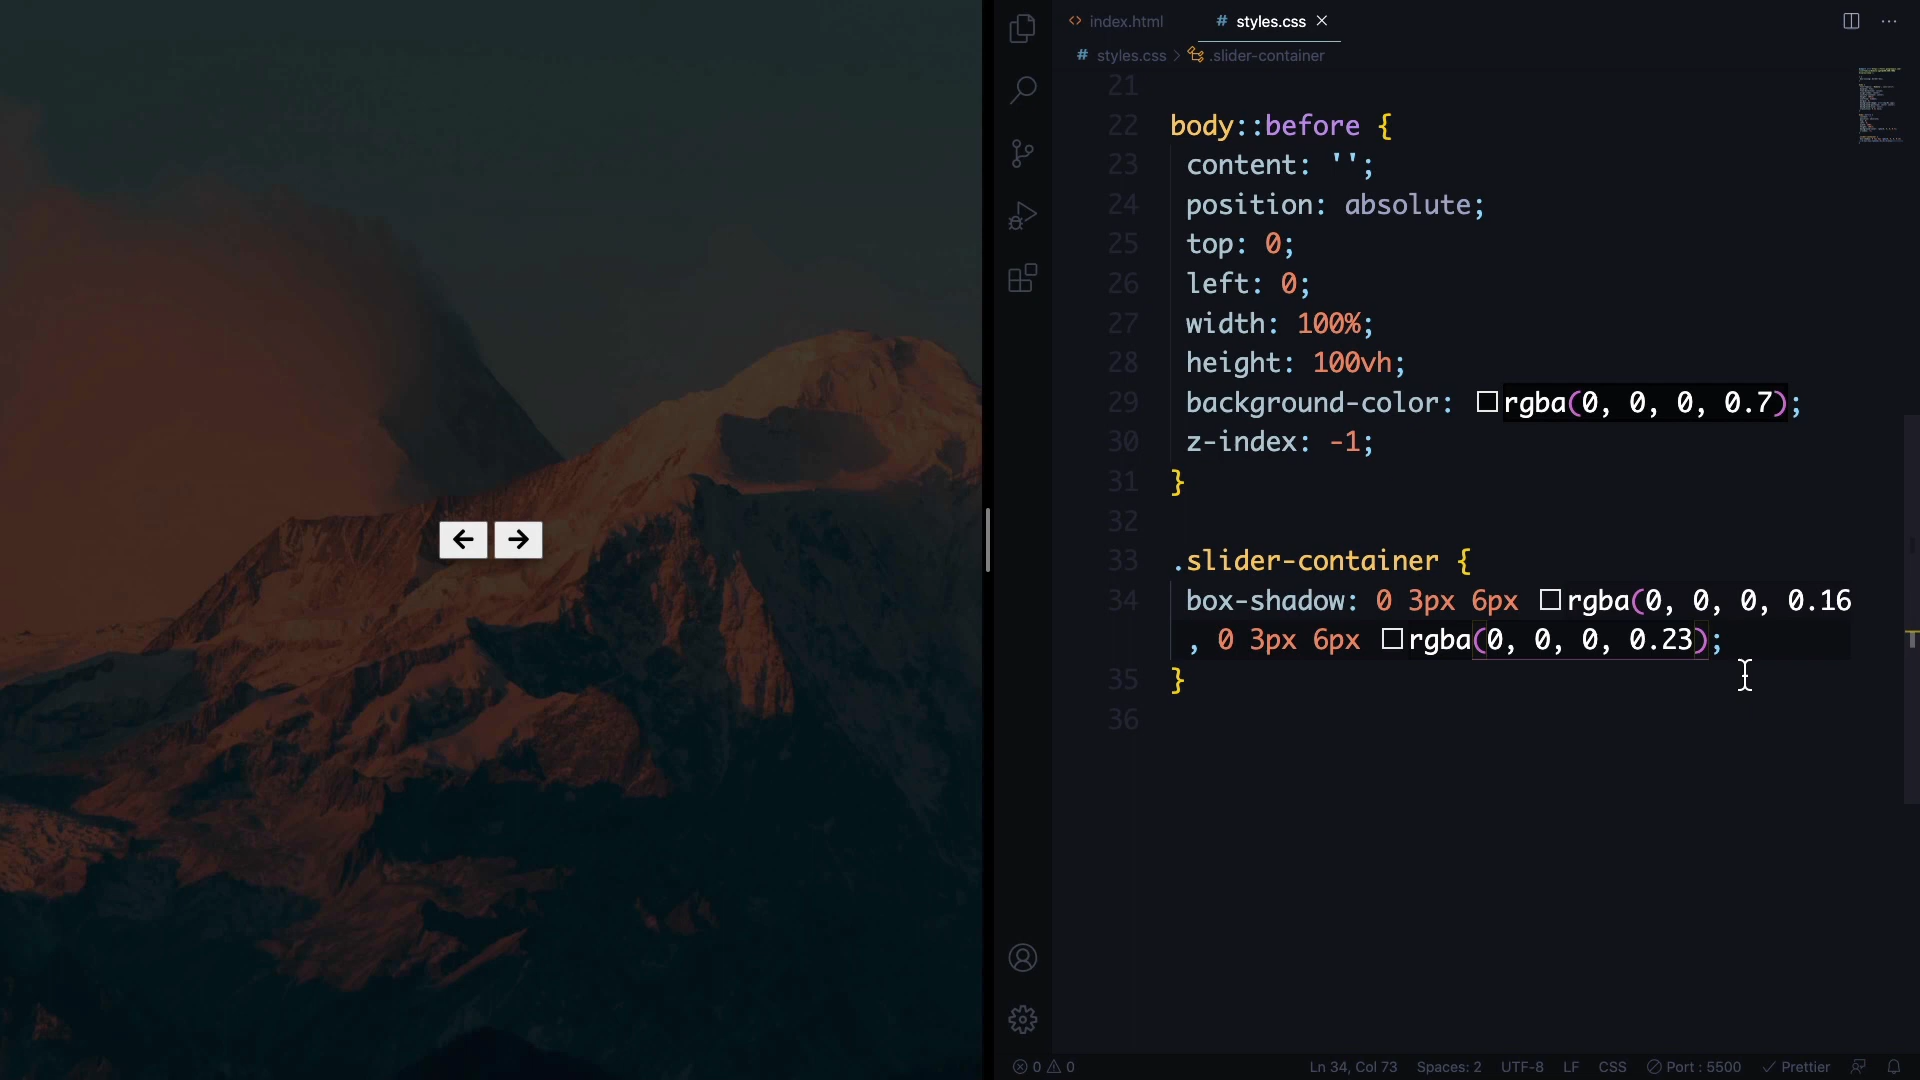 index.html
# styles.css
# styles.css > .slider-container
21
22 body::before {
23 content: '';
24 position: absolute;
25 top: 0;
26 left: 0;
27 width: 100%;
28 height: 100vh;
29 background-color: rgba(0, 0, 0, 0.7);
30 z-index: -1;
31 }
32
33 .slider-container {
34 box-shadow: 0 3px 6px rgba(0, 0, 0, 0.16
, 0 3px 6px rgba(0, 0, 0, 0.23);
35 }
36
0 0 Ln 34, Col 73 Spaces: 2 UTF-8 LF CSS Port : 5500 Prettier